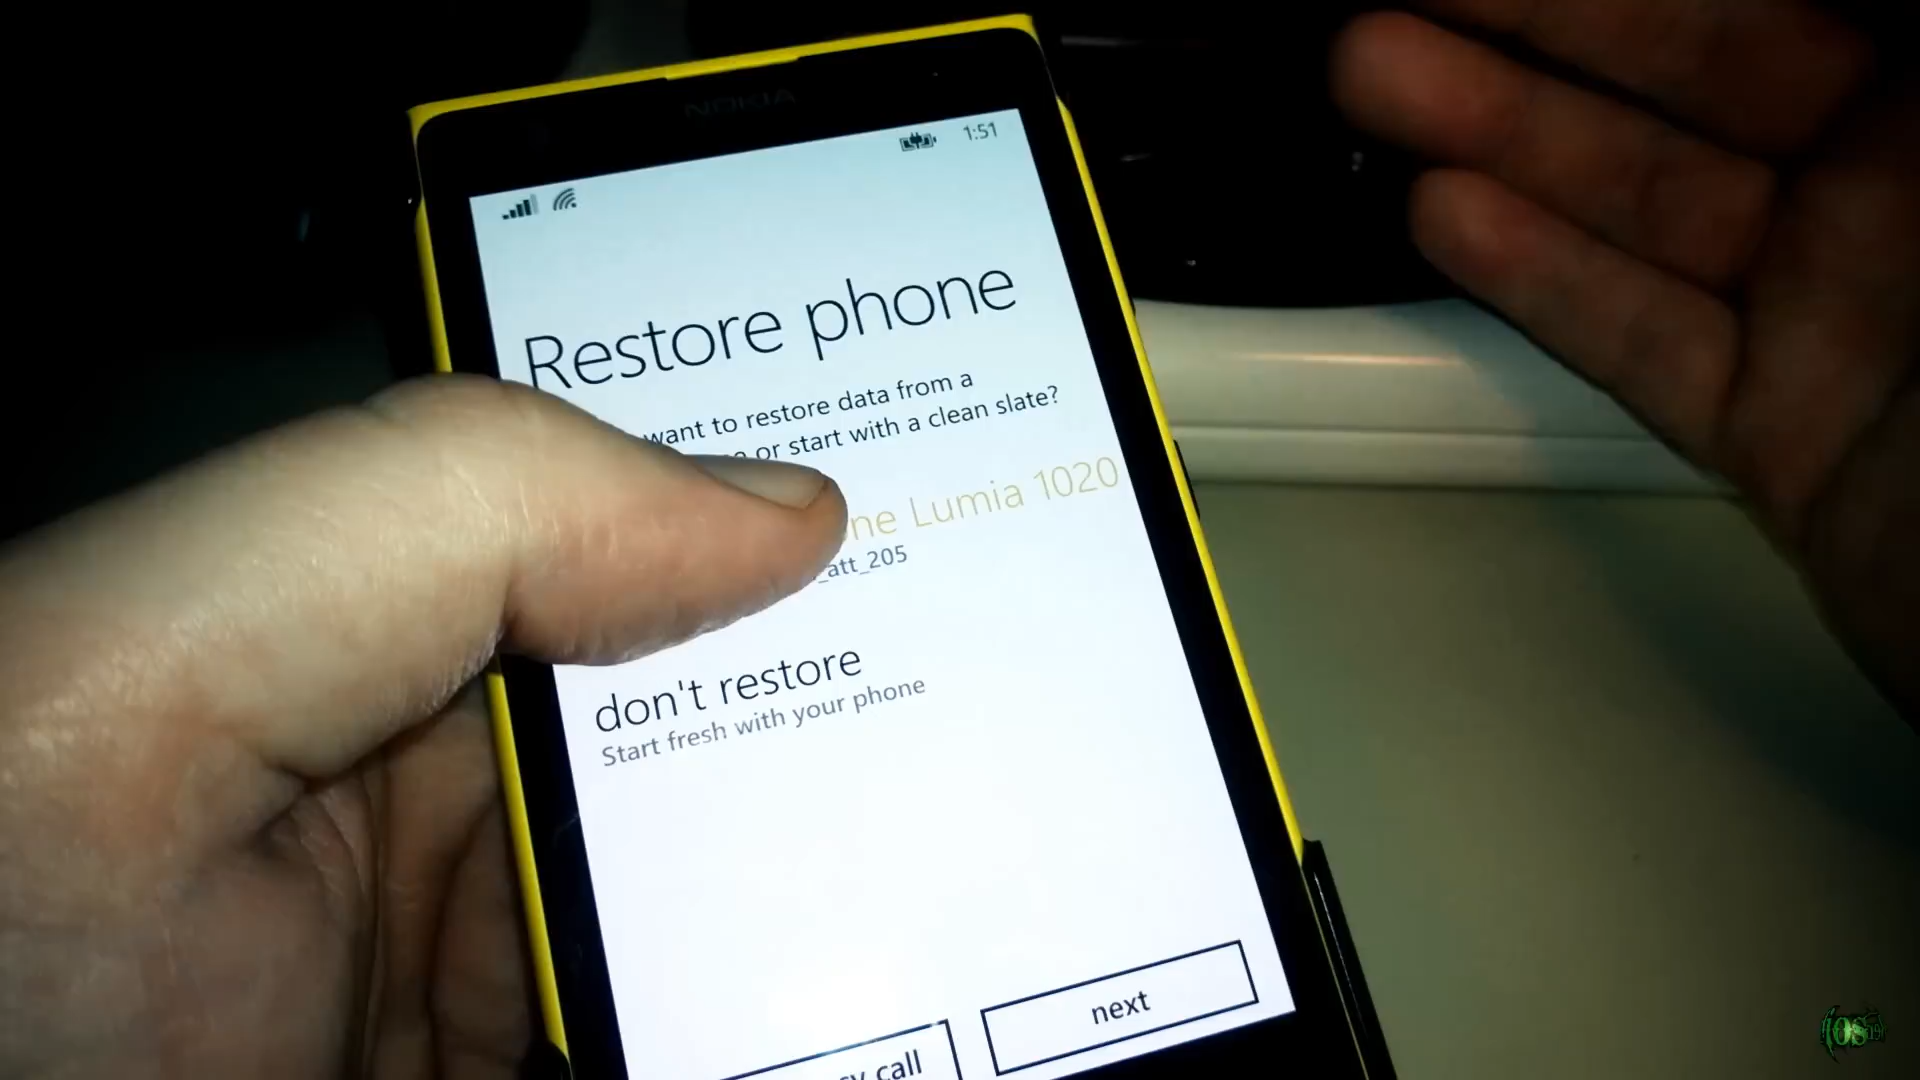 NOKIA
1:51
Restore phone
want to restore data from a
or start with a clean slate?
Lumia 1020
_att_205
don't restore
Start fresh with your phone
next
call